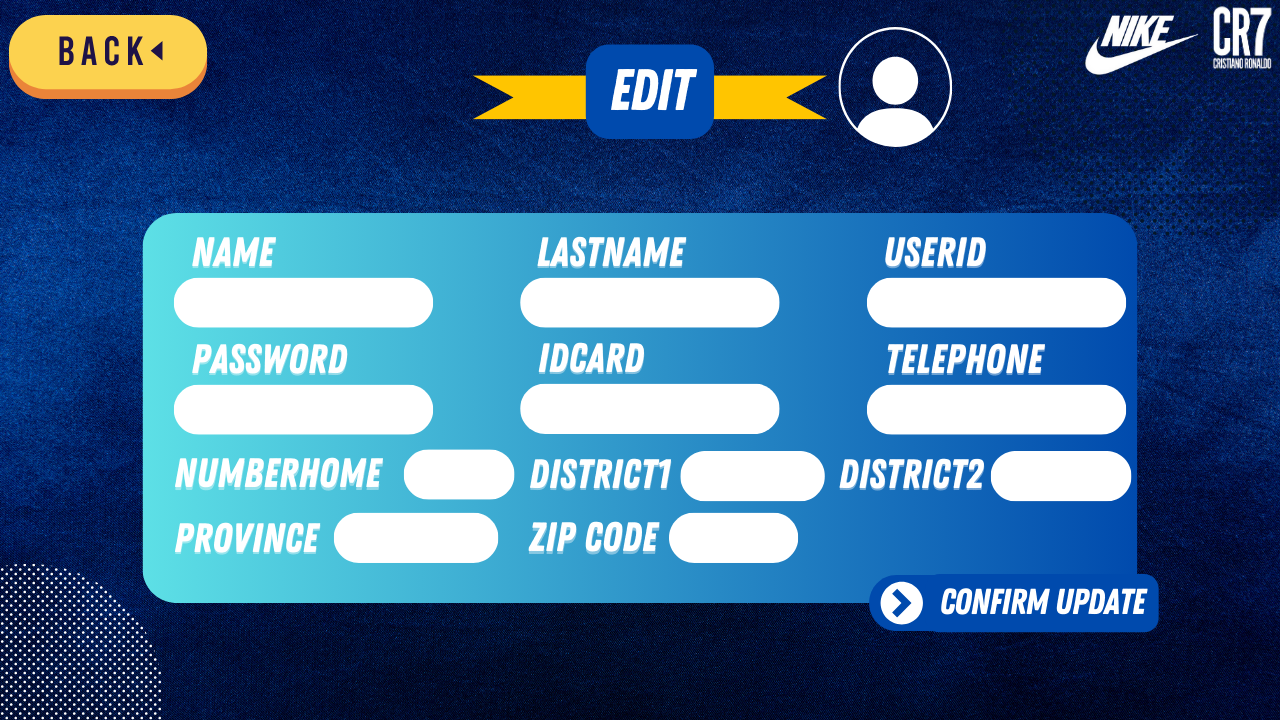 BACK
EDIT
NIKE
CR7
CRISTIANO RONALDO
NAME
LASTNAME
USERID
PASSWORD
IDCARD
TELEPHONE
NUMBERHOME
DISTRICT1
DISTRICT2
PROVINCE
ZIP CODE
CONFIRM UPDATE